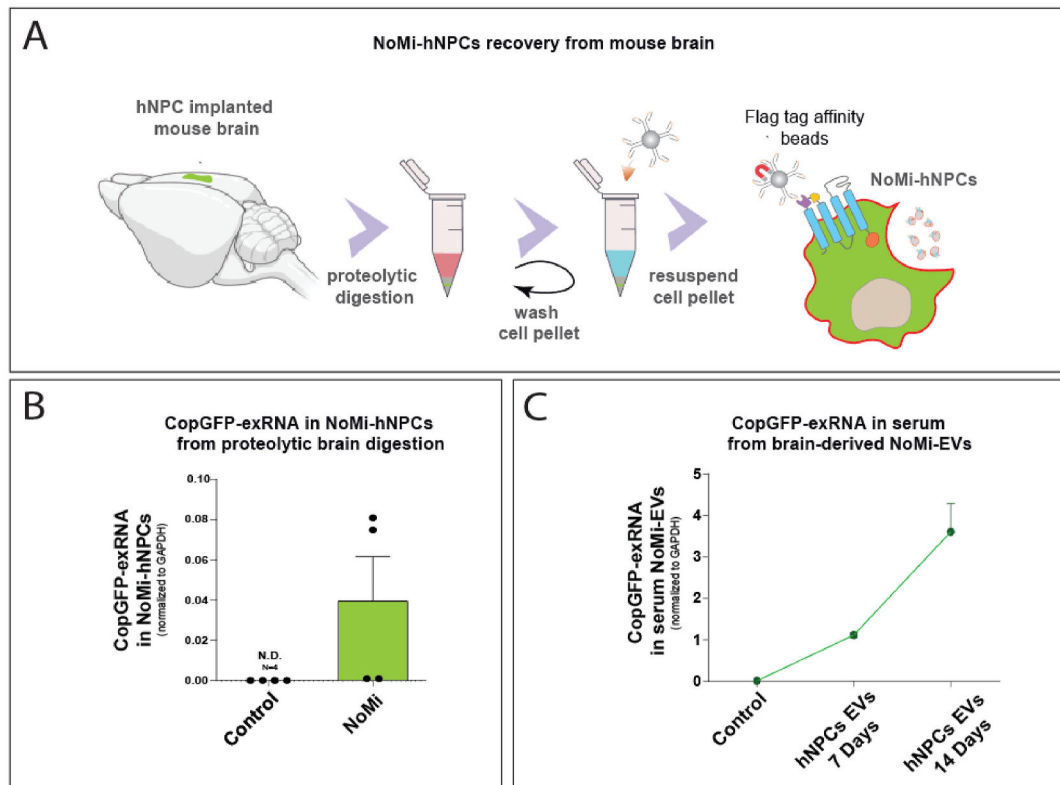 A
NoMi-hNPCs recovery from mouse brain
hNPC implanted
mouse brain
proteolytic
digestion
wash
cell pellet
resuspend
cell pellet
Flag tag affinity
beads
NoMi-hNPCs
B
CopGFP-exRNA in NoMi-hNPCs
from proteolytic brain digestion
CopGFP-exRNA
in NoMi-hNPCs
(normalized to GAPDH)
0.10
0.08
0.06
0.04
0.02
0.00
N.D.
N=4
Control
NoMi
C
CopGFP-exRNA in serum
from brain-derived NoMi-EVs
CopGFP-exRNA
in serum NoMi-EVs
(normalized to GAPDH)
5
4
3
2
1
0
Control
hNPCs EVs
7 Days
hNPCs EVs
14 Days